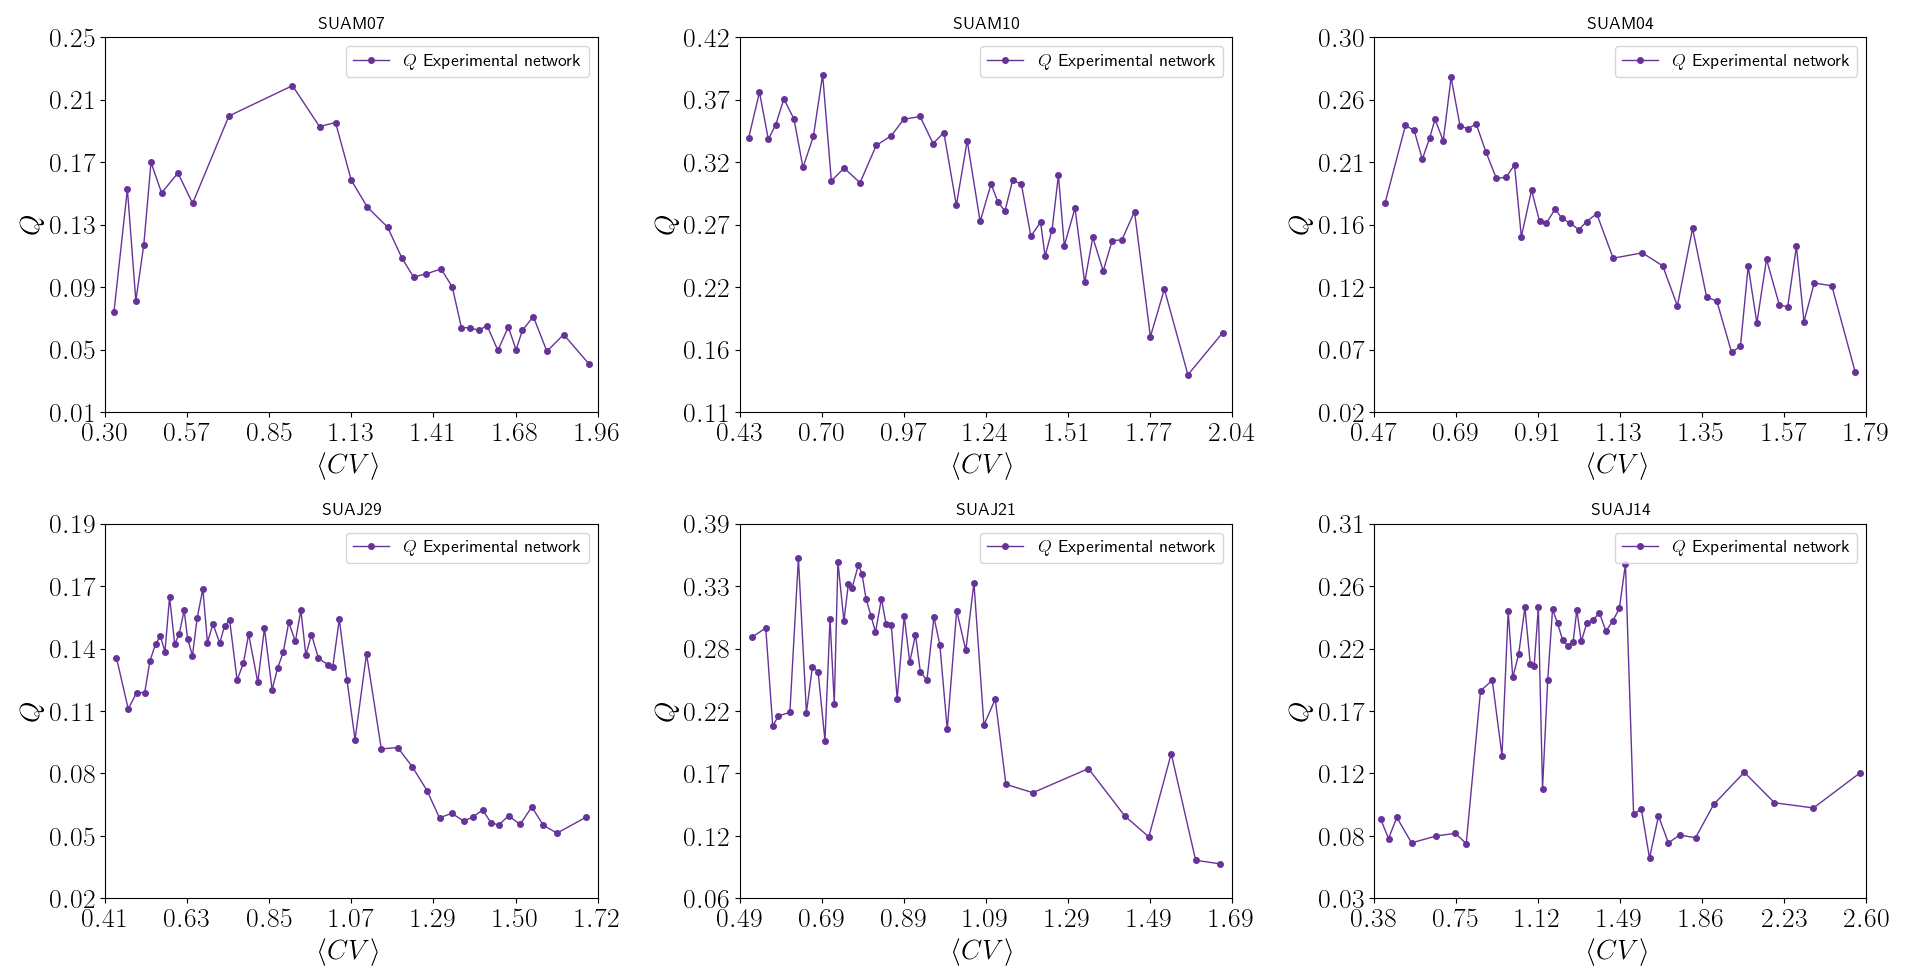 SUAM07
0.25
0.21
0.17
0.13
0.09
0.05
0.01
Q
Q Experimental network
0.30 0.57 0.85 1.13 1.41 1.68 1.96
⟨CV⟩
SUAM10
0.42
0.37
0.32
0.27
0.22
0.16
0.11
Q
Q Experimental network
0.43 0.70 0.97 1.24 1.51 1.77 2.04
⟨CV⟩
SUAM04
0.30
0.26
0.21
0.16
0.12
0.07
0.02
Q
Q Experimental network
0.47 0.69 0.91 1.13 1.35 1.57 1.79
⟨CV⟩
SUAJ29
0.19
0.17
0.14
0.11
0.08
0.05
0.02
Q
Q Experimental network
0.41 0.63 0.85 1.07 1.29 1.50 1.72
⟨CV⟩
SUAJ21
0.39
0.33
0.28
0.22
0.17
0.12
0.06
Q
Q Experimental network
0.49 0.69 0.89 1.09 1.29 1.49 1.69
⟨CV⟩
SUAJ14
0.31
0.26
0.22
0.17
0.12
0.08
0.03
Q
Q Experimental network
0.38 0.75 1.12 1.49 1.86 2.23 2.60
⟨CV⟩